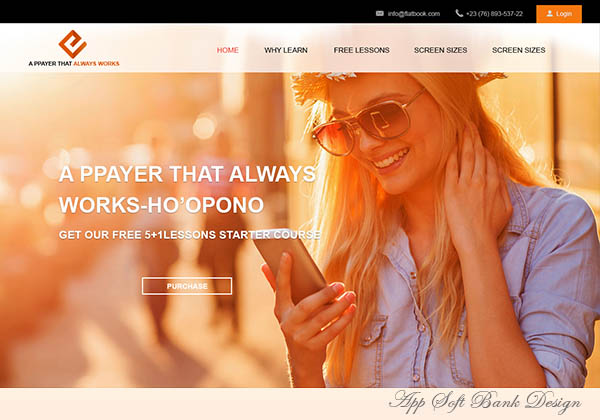 info@flatbook.com +23 (76) 893-537-22 Login
A PPAYER THAT ALWAYS WORKS
HOME WHY LEARN FREE LESSONS SCREEN SIZES SCREEN SIZES
A PPAYER THAT ALWAYS
WORKS-HO’OPONO
GET OUR FREE 5+1LESSONS STARTER COURSE
PURCHASE
App Soft Bank Design